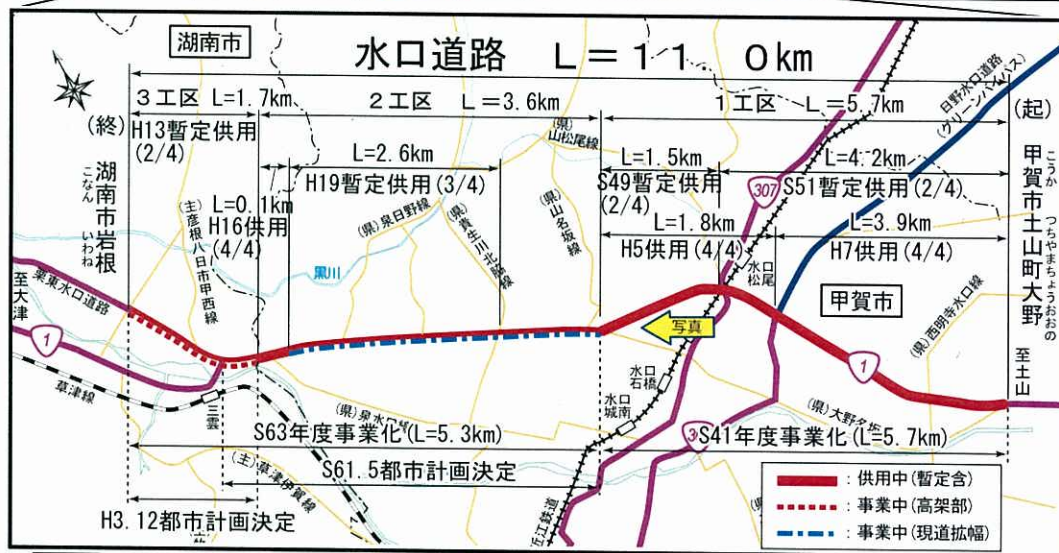 湖南市
水口道路 L=11.0km
3工区 L=1.7km
2工区 L=3.6km
1工区 L=5.7km
日野水口道路
(グリーンバイパス)
(終)
(起)
H13暫定供用
(2/4)
L=2.6km
H19暫定供用(3/4)
(県)
山松尾線
L=1.5km
S49暫定供用
(2/4)
L=4.2km
S51暫定供用(2/4)
307
湖南市岩根
こなん いわね
甲賀市土山町大野
こうか つちやまちょうおおの
L=0.1km
H16供用
(4/4)
(主)彦根八日市甲西線
(県)泉日野線
(県)貴生川北脇線
(県)山名坂線
L=1.8km
H5供用(4/4)
L=3.9km
H7供用(4/4)
黒川
水口
松尾
甲賀市
至大津
栗東水口道路
1
写真
(県)西明寺水口線
至土山
1
草津線
三雲
水口
石橋
水口
城南
(県)泉水口線
(県)大野名坂
S63年度事業化(L=5.3km)
S41年度事業化(L=5.7km)
S61.5都市計画決定
(主)草津伊賀線
H3.12都市計画決定
近江鉄道
:供用中(暫定含)
:事業中(高架部)
:事業中(現道拡幅)